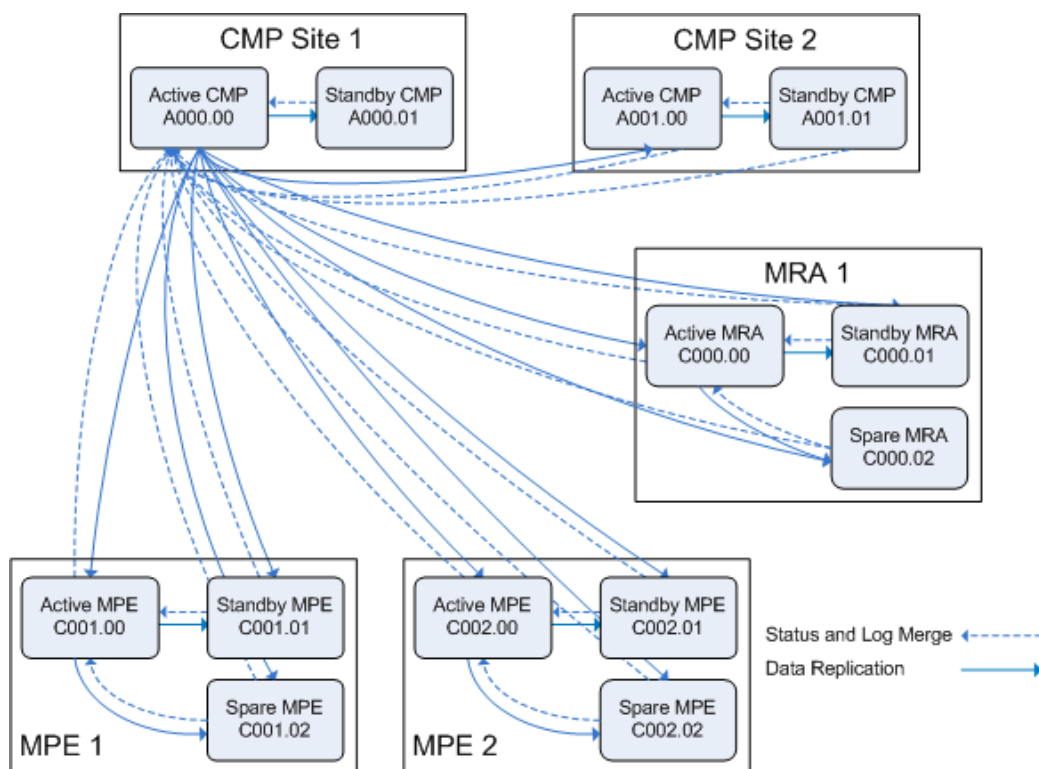 CMP Site 1
Active CMP
A000.00
Standby CMP
A000.01
CMP Site 2
Active CMP
A001.00
Standby CMP
A001.01
MRA 1
Active MRA
C000.00
Standby MRA
C000.01
Spare MRA
C000.02
Active MPE
C001.00
Standby MPE
C001.01
Spare MPE
C001.02
MPE 1
Active MPE
C002.00
Standby MPE
C002.01
Spare MPE
C002.02
MPE 2
Status and Log Merge
Data Replication